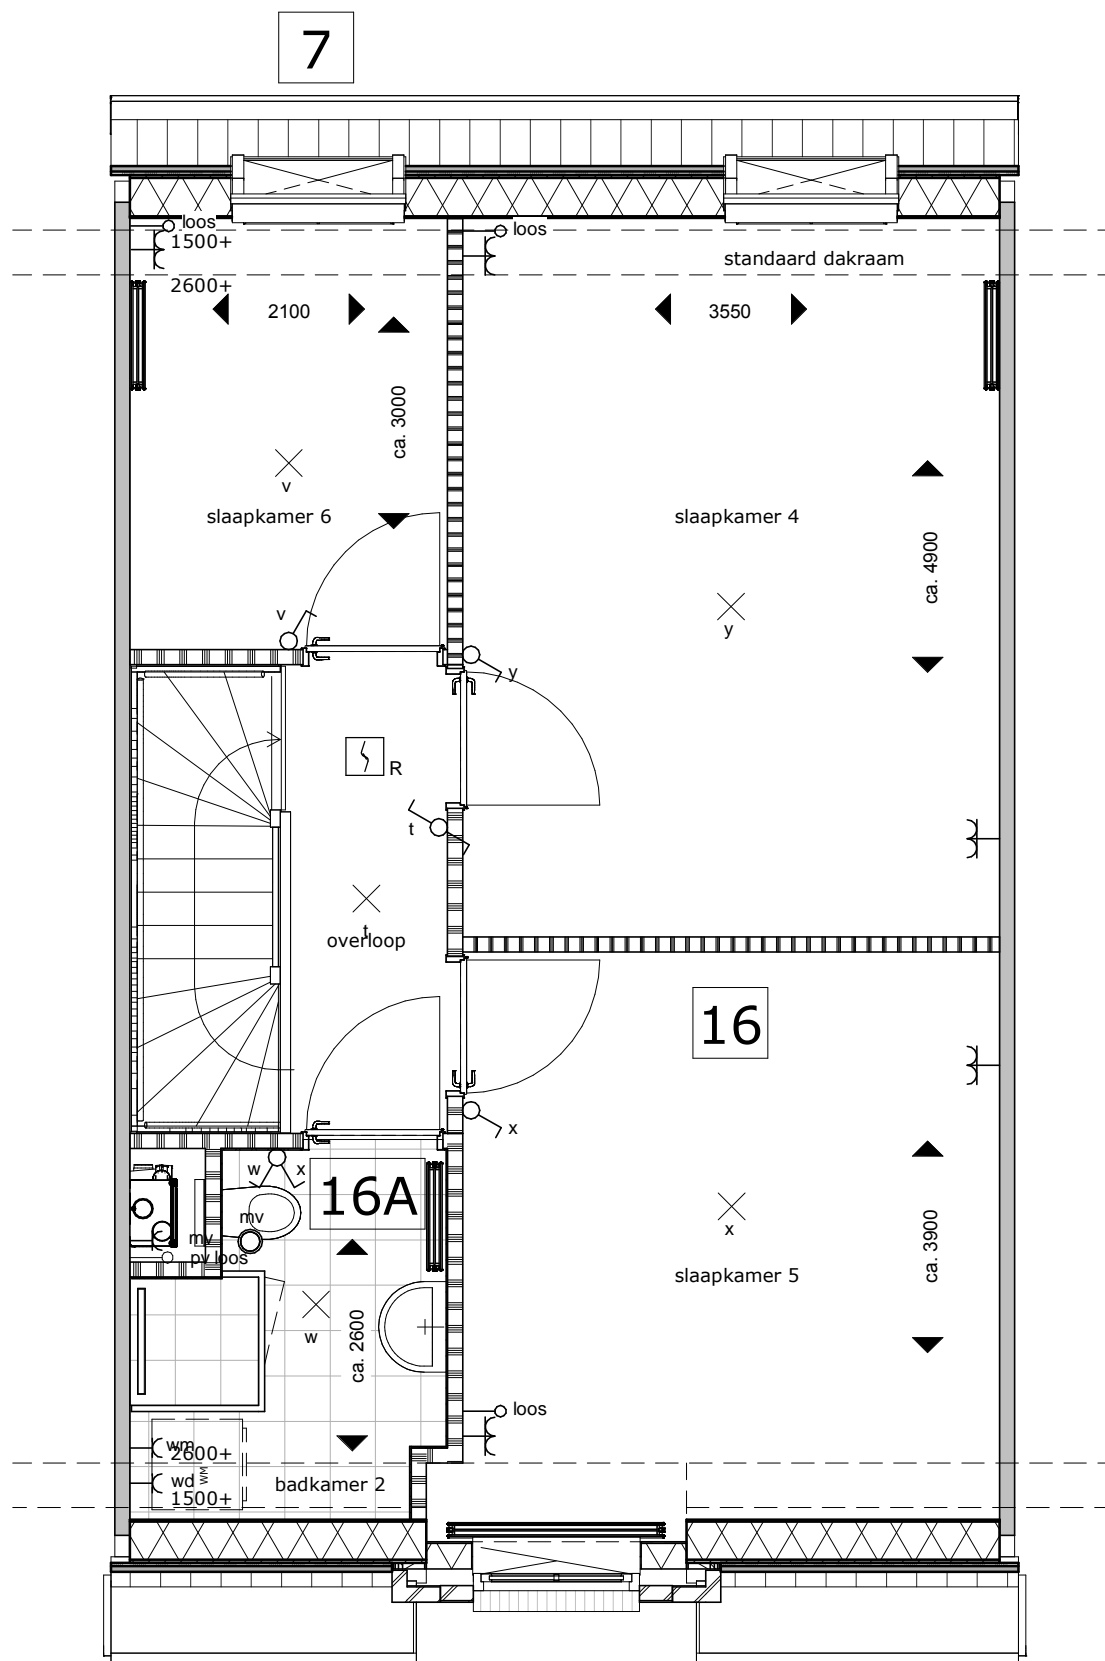 7
loos
loos
1500+
standaard dakraam
2600+
2100
3550
ca. 3000
v
slaapkamer 6
slaapkamer 4
ca. 4900
v
y
y
R
t
t
overloop
16
x
w
x
16A
mv
mv
pv loos
x
slaapkamer 5
ca. 3900
w
ca. 2600
loos
wm
2600+
wd
WM
1500+
badkamer 2